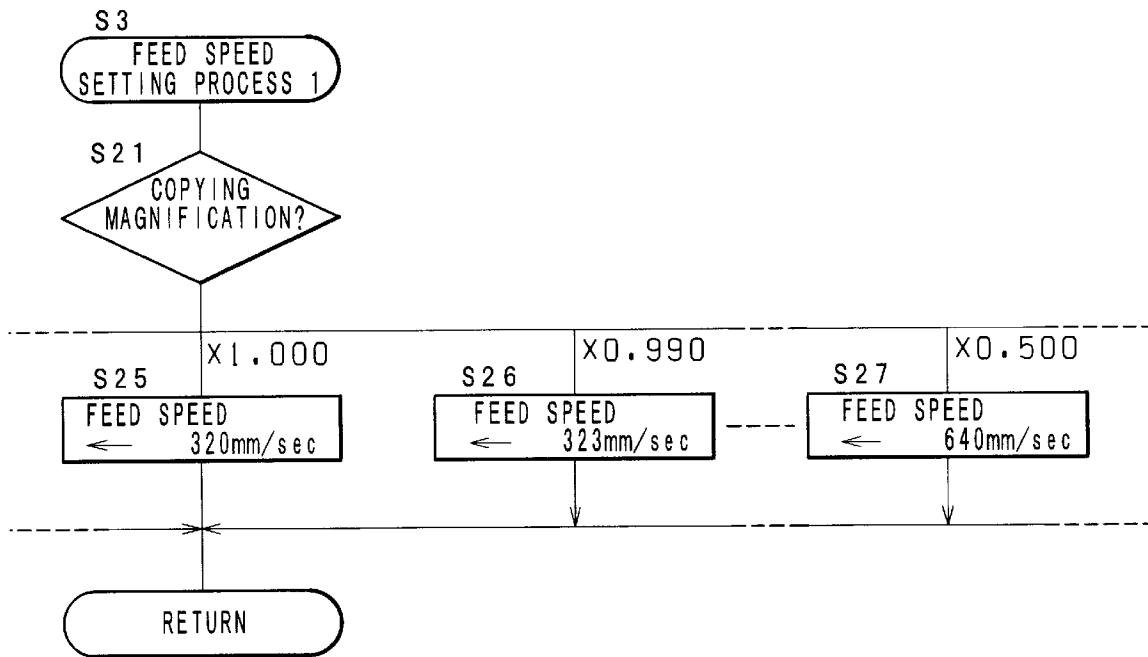 S3
FEED SPEED
SETTING PROCESS 1
S21
COPYING
MAGNIFICATION?
X1.000
X0.990
X0.500
S25
FEED SPEED
← 320mm/sec
S26
FEED SPEED
← 323mm/sec
S27
FEED SPEED
← 640mm/sec
RETURN